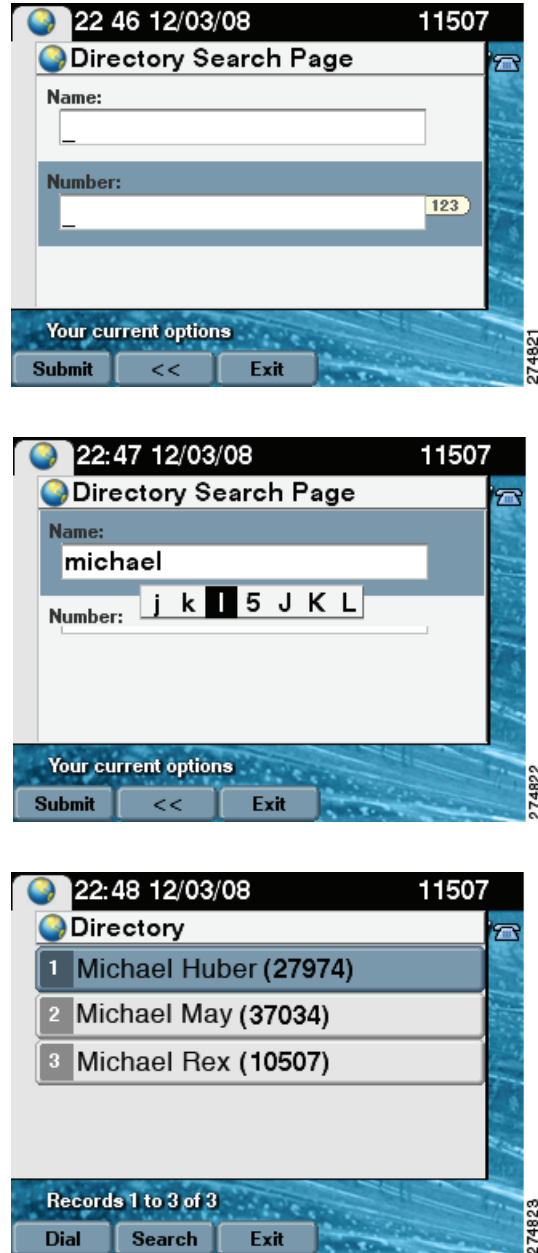 22 46 12/03/08 11507
Directory Search Page
Name:
_
Number:
_ 123
Your current options
Submit << Exit
274821
22:47 12/03/08 11507
Directory Search Page
Name:
michael
j k l 5 J K L
Number:
Your current options
Submit << Exit
274822
22:48 12/03/08 11507
Directory
1 Michael Huber (27974)
2 Michael May (37034)
3 Michael Rex (10507)
Records 1 to 3 of 3
Dial Search Exit
274823